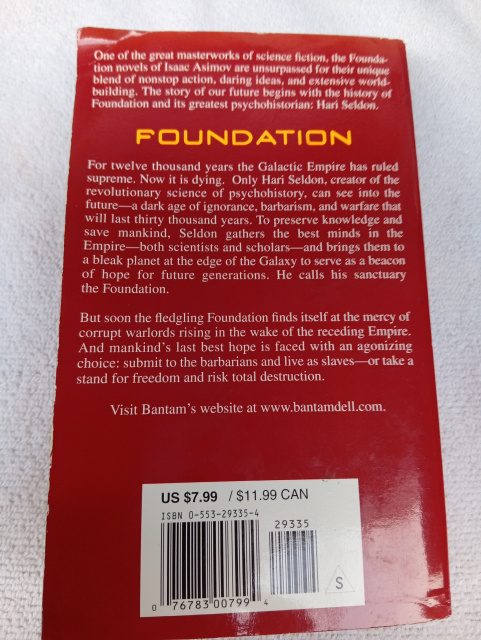 One of the great masterworks of science fiction, the Founda-
tion novels of Isaac Asimov are unsurpassed for their unique
blend of nonstop action, daring ideas, and extensive world-
building. The story of our future begins with the history of
Foundation and its greatest psychohistorian: Hari Seldon.
FOUNDATION
For twelve thousand years the Galactic Empire has ruled
supreme. Now it is dying. Only Hari Seldon, creator of the
revolutionary science of psychohistory, can see into the
future—a dark age of ignorance, barbarism, and warfare that
will last thirty thousand years. To preserve knowledge and
save mankind, Seldon gathers the best minds in the
Empire—both scientists and scholars—and brings them to
a bleak planet at the edge of the Galaxy to serve as a beacon
of hope for future generations. He calls his sanctuary
the Foundation.
But soon the fledgling Foundation finds itself at the mercy of
corrupt warlords rising in the wake of the receding Empire.
And mankind's last best hope is faced with an agonizing
choice: submit to the barbarians and live as slaves—or take a
stand for freedom and risk total destruction.
Visit Bantam's website at www.bantamdell.com.
US $7.99 / $11.99 CAN
ISBN 0-553-29335-4
29335
S
0 76783 00799 4